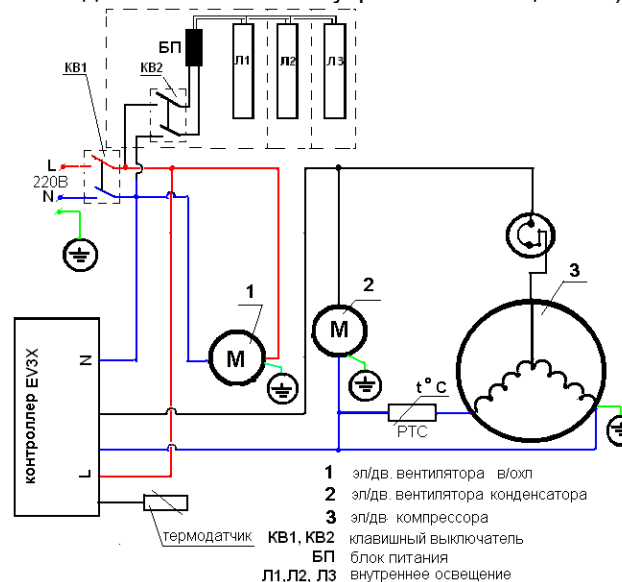 БП
КВ1
КВ2
Л1
Л2
Л3
L
220В
N
1
2
3
М
М
t°C
РТС
контроллер EV3X
N
L
термодатчик
1 эл/дв. вентилятора в/охл
2 эл/дв. вентилятора конденсатора
3 эл/дв. компрессора
КВ1, КВ2 клавишный выключатель
БП блок питания
Л1,Л2, Л3 внутреннее освещение